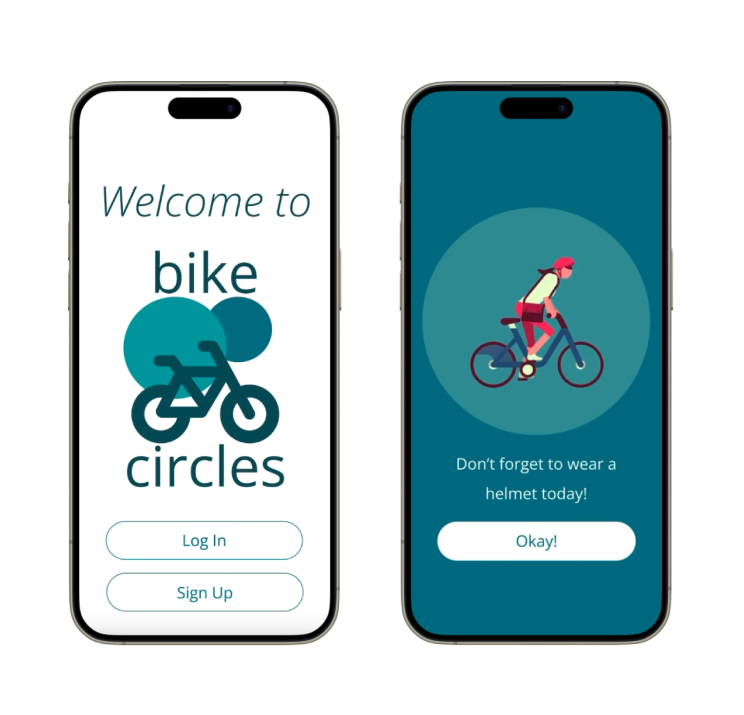 Welcome to
bike
circles
Log In
Sign Up
Don’t forget to wear a
helmet today!
Okay!